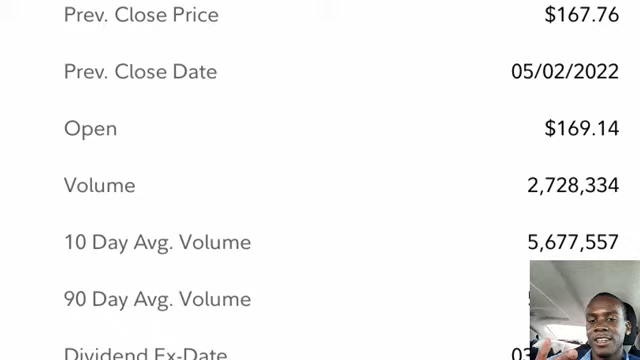 Prev. Close Price $167.76
Prev. Close Date 05/02/2022
Open $169.14
Volume 2,728,334
10 Day Avg. Volume 5,677,557
90 Day Avg. Volume
Dividend Ex-Date